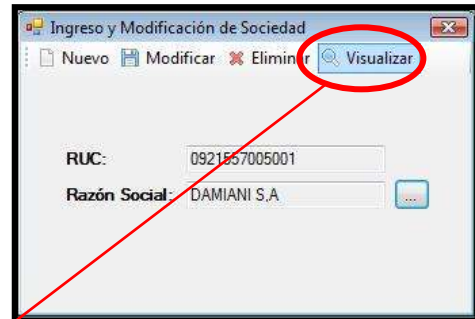 Ingreso y Modificación de Sociedad
Nuevo Modificar Eliminar Visualizar
RUC: 0921557005001
Razón Social: DAMIANI S,A ...